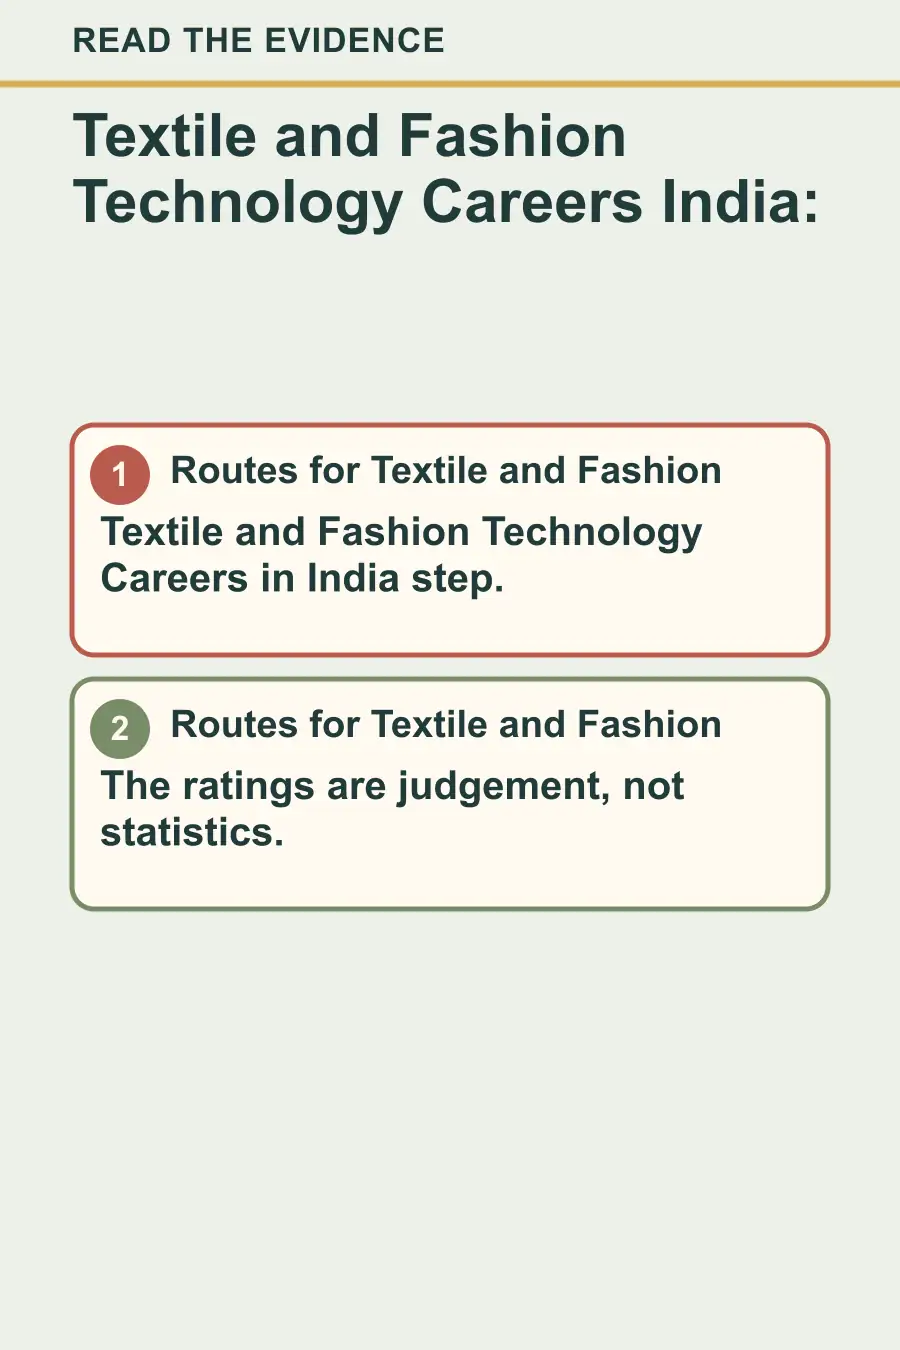 READ THE EVIDENCE
Textile and Fashion
Technology Careers India:
1 Routes for Textile and Fashion
Textile and Fashion Technology
Careers in India step.
2 Routes for Textile and Fashion
The ratings are judgement, not
statistics.